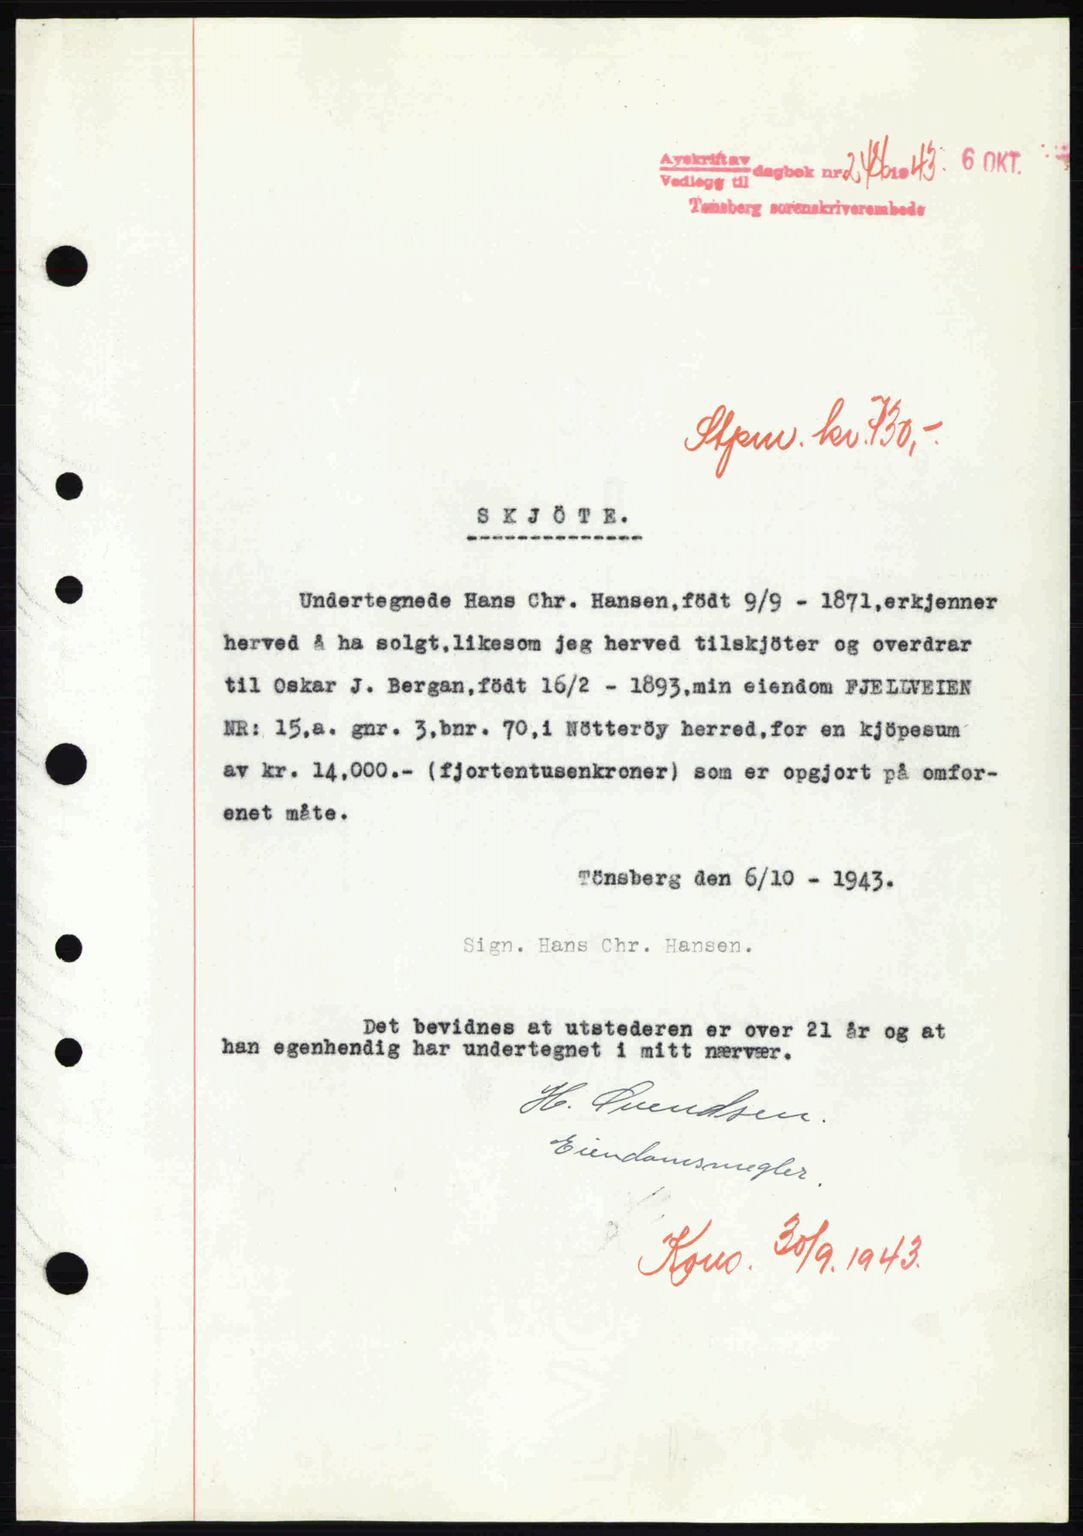 Avskrift av
Vedlegg til dagbok nr 19 43. 6 OKT.
Tønsberg sorenskriverembede
Stpm. kr. 730,-.
SKJÖTE.
Undertegnede Hans Chr. Hansen,födt 9/9 - 1871,erkjenner
herved å ha solgt,likesom jeg herved tilskjöter og overdrar
til Oskar J. Bergan,födt 16/2 - 1893,min eiendom FJELLVEIEN
NR: 15,a. gnr. 3,bnr. 70,i Nötteröy herred,for en kjöpesum
av kr. 14,000.- (fjortentusenkroner) som er opgjort på omfor-
enet måte.
Tönsberg den 6/10 - 1943.
Sign. Hans Chr. Hansen.
Det bevidnes at utstederen er over 21 år og at
han egenhendig har undertegnet i mitt nærvær.
H. Svendsen.
Eiendomsmegler.
Kons. 30/9. 1943.